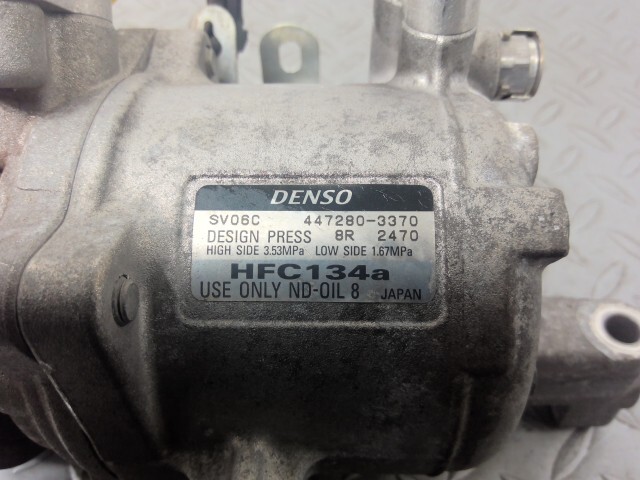 DENSO
SV06C 447280-3370
DESIGN PRESS 8R 2470
HIGH SIDE 3.53MPa LOW SIDE 1.67MPa
HFC134a
USE ONLY ND-OIL 8 JAPAN